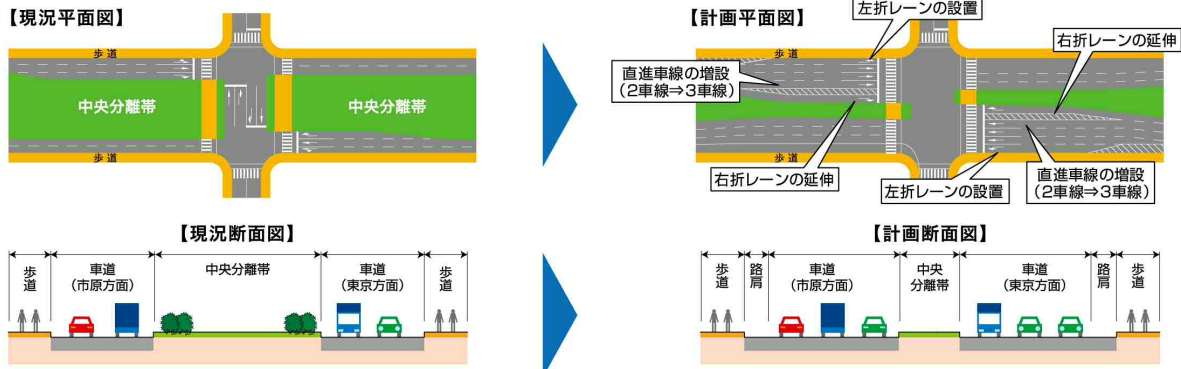 【現況平面図】
歩道
中央分離帯
中央分離帯
歩道
【計画平面図】
左折レーンの設置
右折レーンの延伸
歩道
直進車線の増設
（2車線⇒3車線）
歩道
右折レーンの延伸
左折レーンの設置
直進車線の増設
（2車線⇒3車線）
【現況断面図】
歩道
車道
（市原方面）
中央分離帯
車道
（東京方面）
歩道
【計画断面図】
歩道
路肩
車道
（市原方面）
中央
分離帯
車道
（東京方面）
路肩
歩道